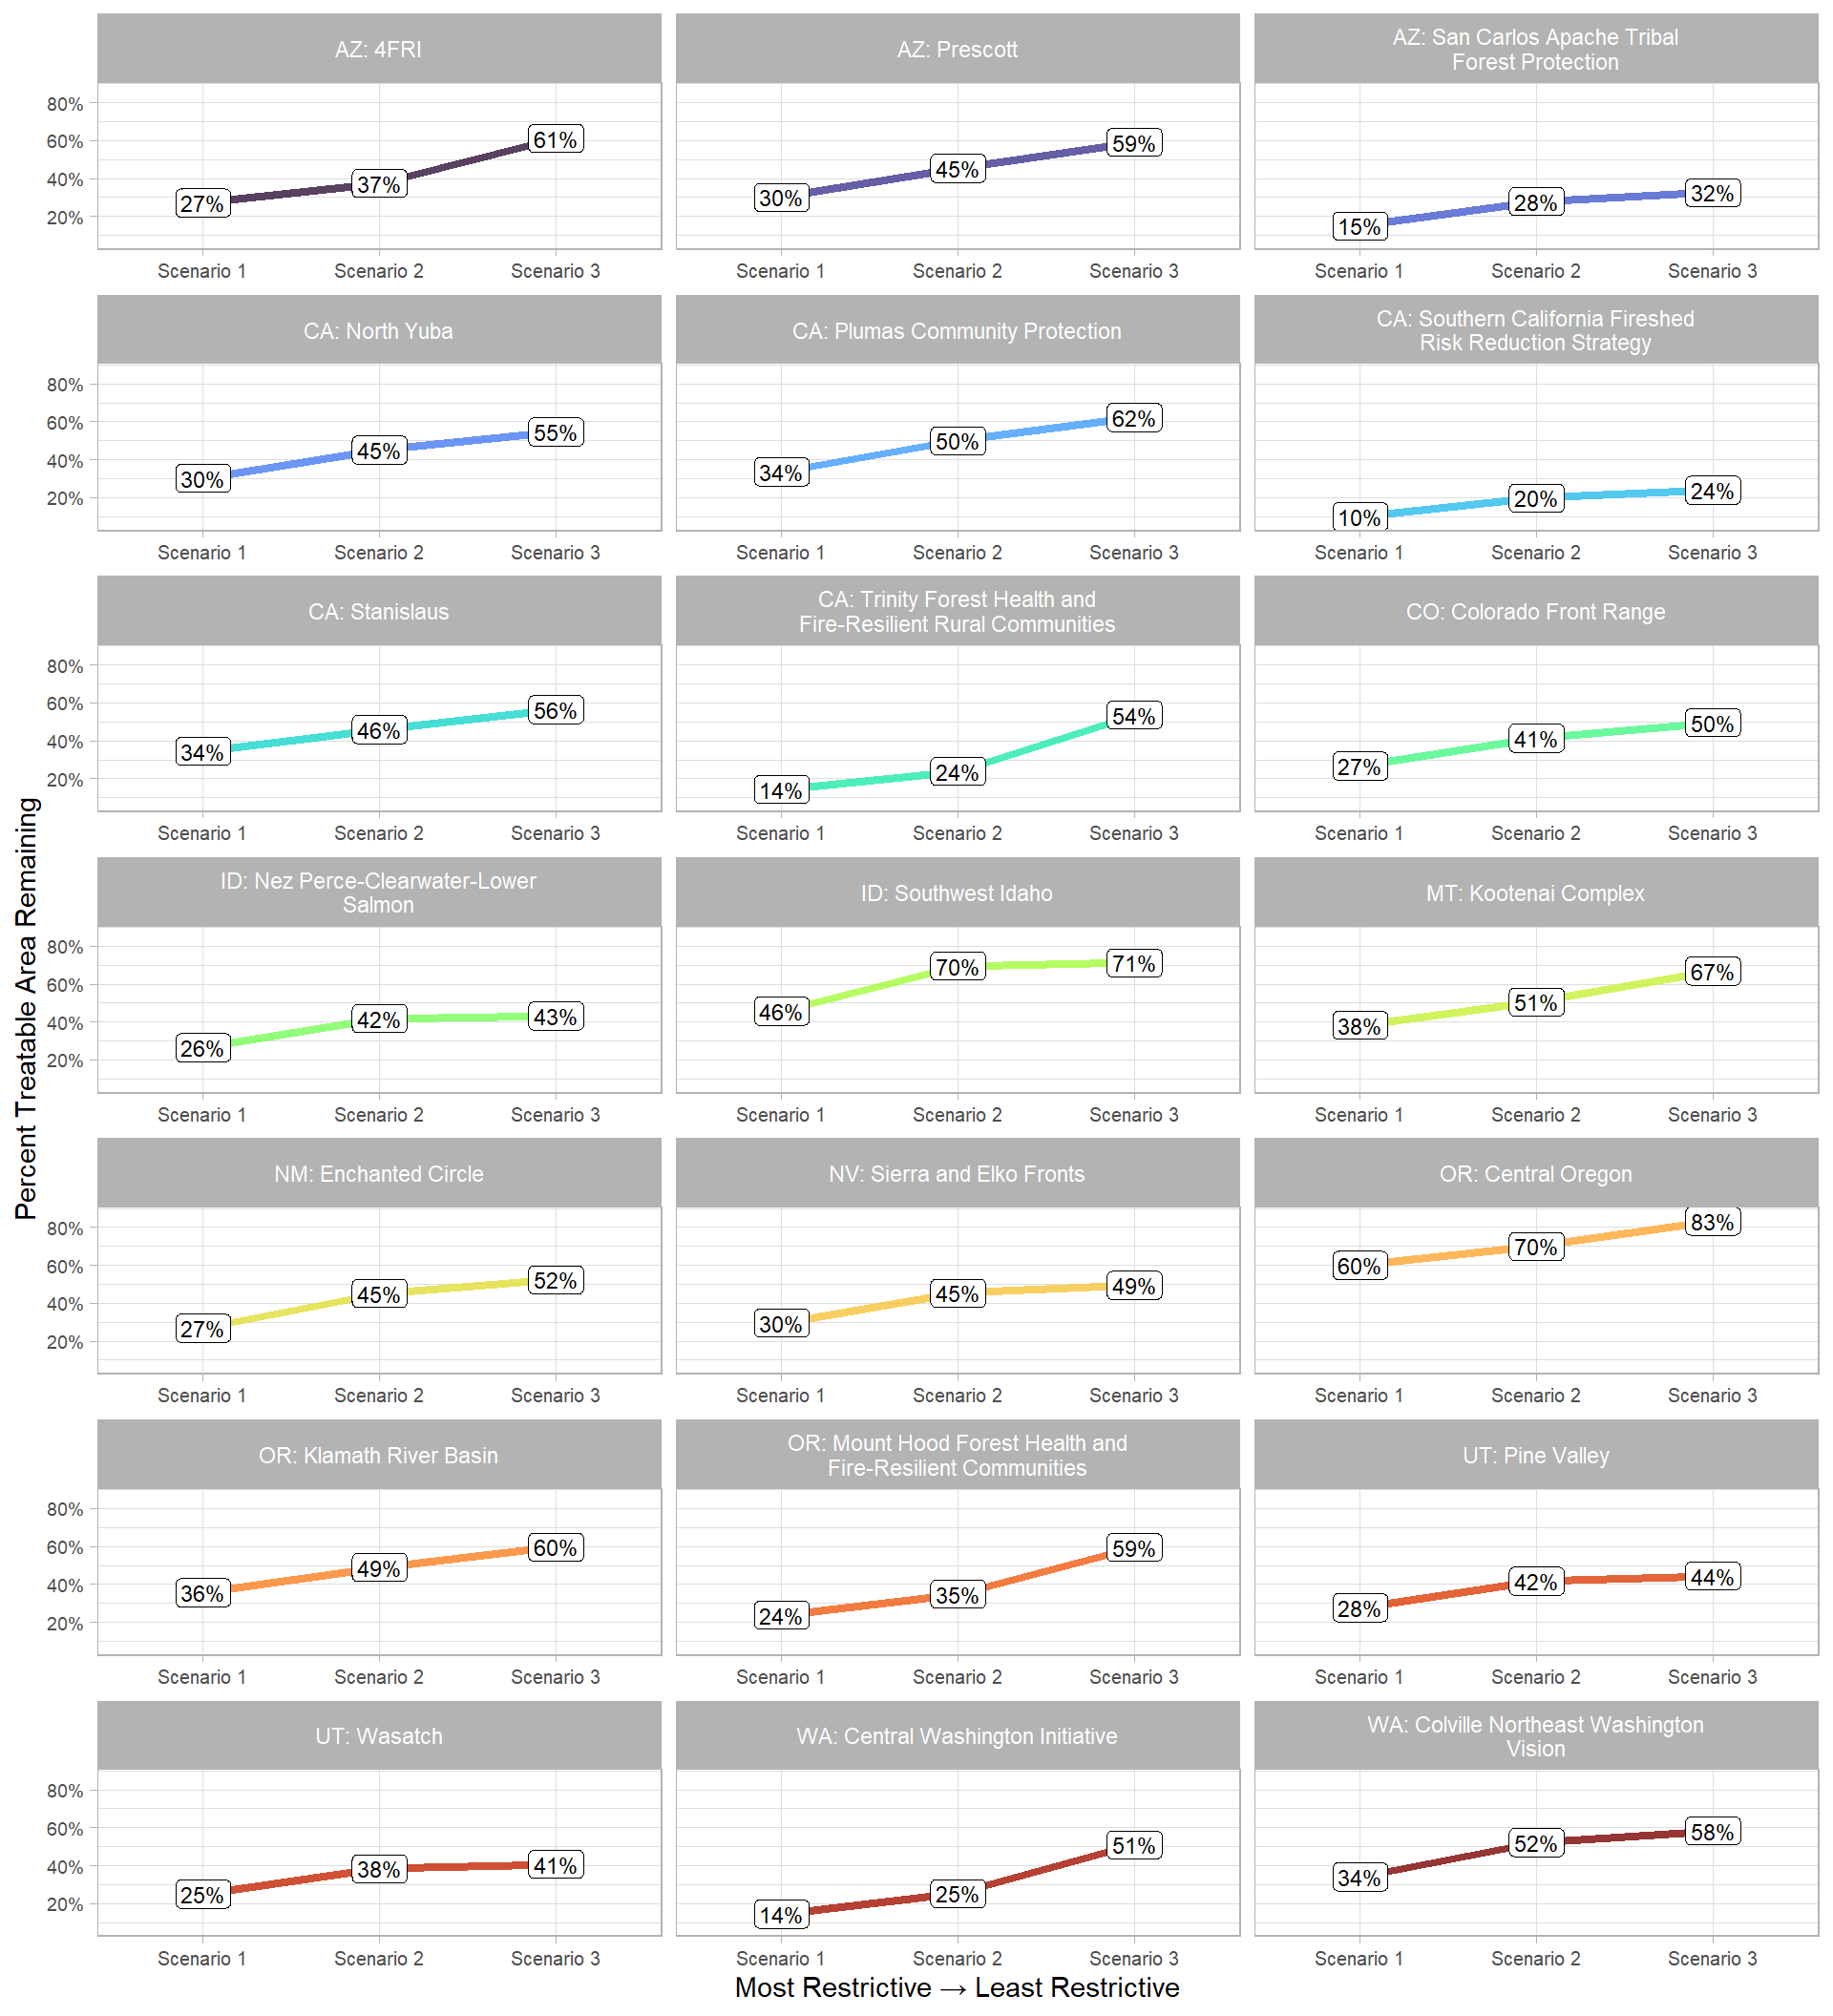 AZ: 4FRI
AZ: Prescott
AZ: San Carlos Apache Tribal
Forest Protection
80%
60%
40%
20%
27%
37%
61%
30%
45%
59%
15%
28%
32%
Scenario 1
Scenario 2
Scenario 3
Scenario 1
Scenario 2
Scenario 3
Scenario 1
Scenario 2
Scenario 3
CA: North Yuba
CA: Plumas Community Protection
CA: Southern California Fireshed
Risk Reduction Strategy
80%
60%
40%
20%
30%
45%
55%
34%
50%
62%
10%
20%
24%
Scenario 1
Scenario 2
Scenario 3
Scenario 1
Scenario 2
Scenario 3
Scenario 1
Scenario 2
Scenario 3
CA: Stanislaus
CA: Trinity Forest Health and
Fire-Resilient Rural Communities
CO: Colorado Front Range
80%
60%
40%
20%
34%
46%
56%
14%
24%
54%
27%
41%
50%
Scenario 1
Scenario 2
Scenario 3
Scenario 1
Scenario 2
Scenario 3
Scenario 1
Scenario 2
Scenario 3
Percent Treatable Area Remaining
ID: Nez Perce-Clearwater-Lower
Salmon
ID: Southwest Idaho
MT: Kootenai Complex
80%
60%
40%
20%
26%
42%
43%
46%
70%
71%
38%
51%
67%
Scenario 1
Scenario 2
Scenario 3
Scenario 1
Scenario 2
Scenario 3
Scenario 1
Scenario 2
Scenario 3
NM: Enchanted Circle
NV: Sierra and Elko Fronts
OR: Central Oregon
80%
60%
40%
20%
27%
45%
52%
30%
45%
49%
60%
70%
83%
Scenario 1
Scenario 2
Scenario 3
Scenario 1
Scenario 2
Scenario 3
Scenario 1
Scenario 2
Scenario 3
OR: Klamath River Basin
OR: Mount Hood Forest Health and
Fire-Resilient Communities
UT: Pine Valley
80%
60%
40%
20%
36%
49%
60%
24%
35%
59%
28%
42%
44%
Scenario 1
Scenario 2
Scenario 3
Scenario 1
Scenario 2
Scenario 3
Scenario 1
Scenario 2
Scenario 3
UT: Wasatch
WA: Central Washington Initiative
WA: Colville Northeast Washington
Vision
80%
60%
40%
20%
25%
38%
41%
14%
25%
51%
34%
52%
58%
Scenario 1
Scenario 2
Scenario 3
Scenario 1
Scenario 2
Scenario 3
Scenario 1
Scenario 2
Scenario 3
Most Restrictive → Least Restrictive